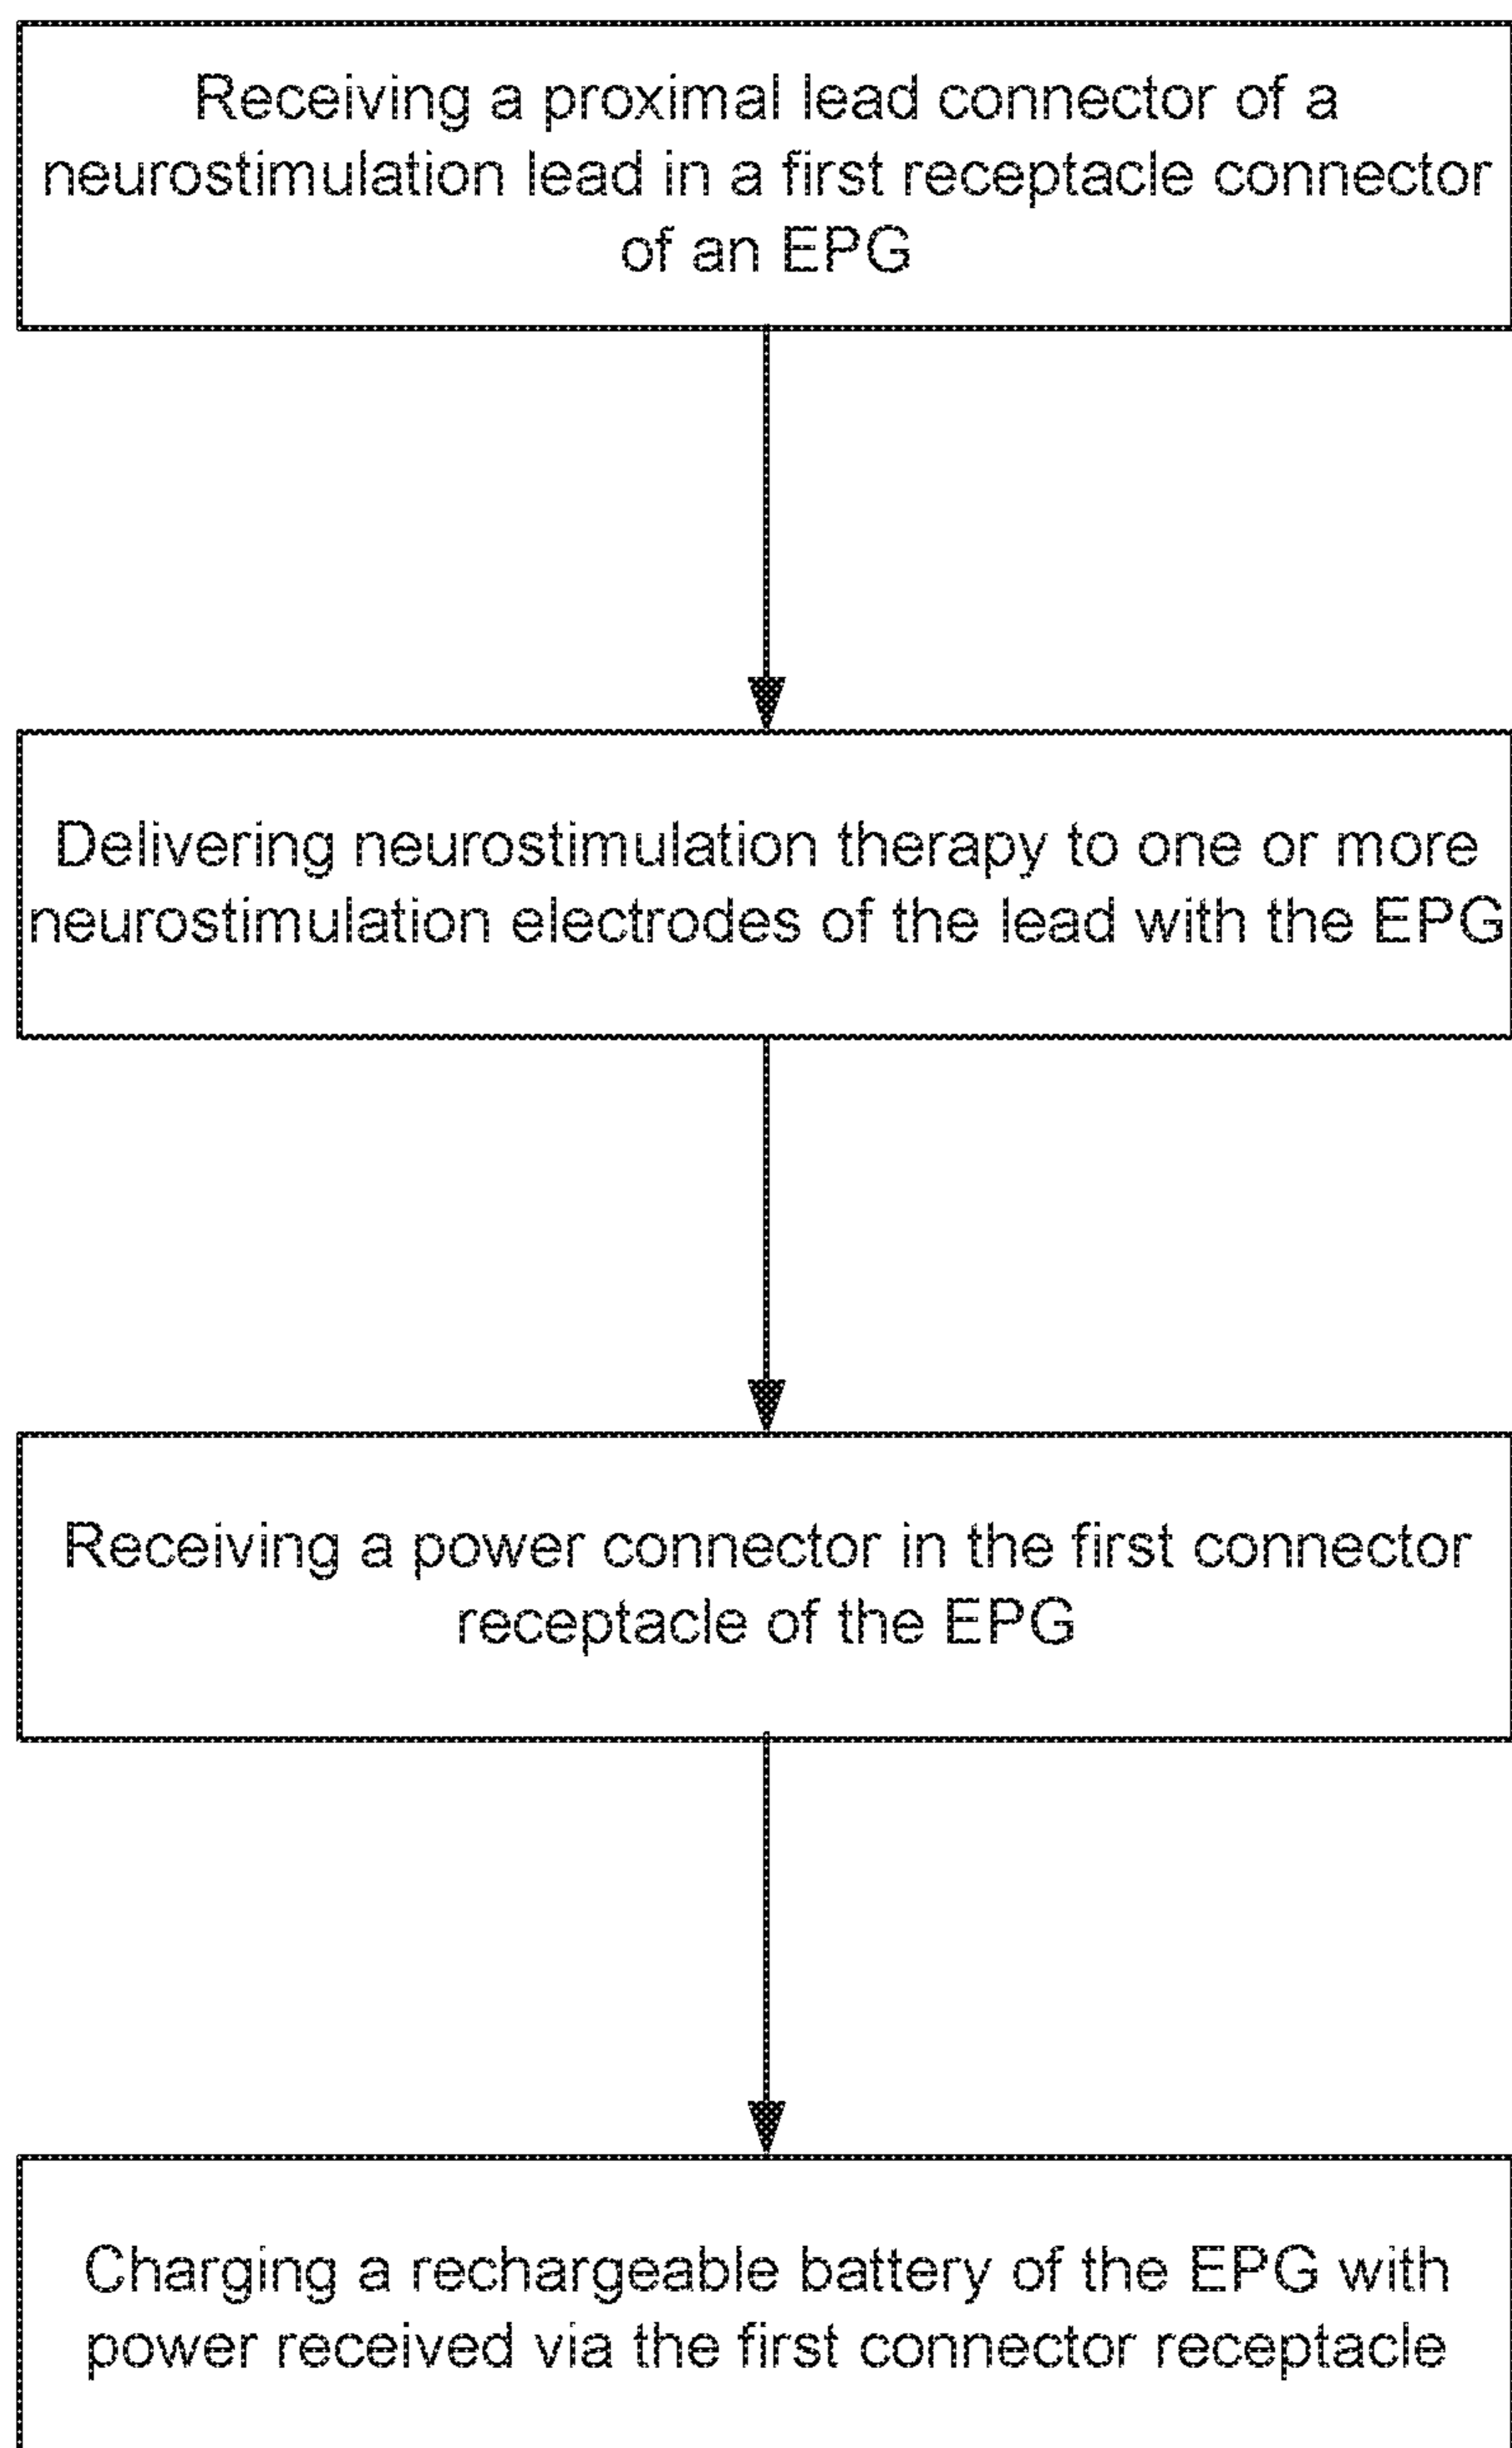 Receiving a proximal lead connector of a
neurostimulation lead in a first receptacle connector
of an EPG
Delivering neurostimulation therapy to one or more
neurostimulation electrodes of the lead with the EPG
Receiving a power connector in the first connector
receptacle of the EPG
Charging a rechargeable battery of the EPG with
power received via the first connector receptacle